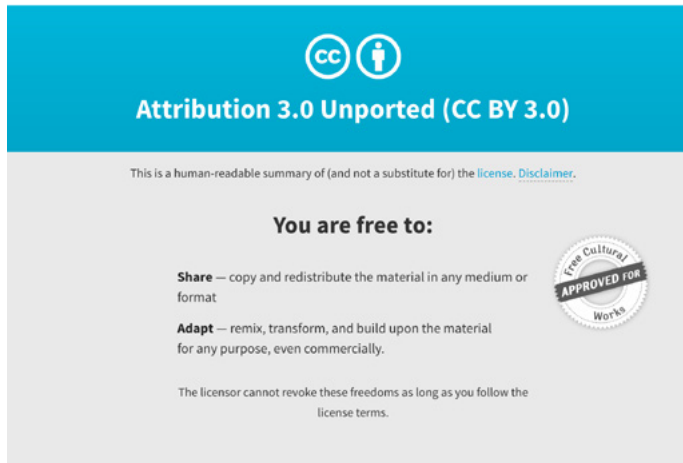 cc
Attribution 3.0 Unported (CC BY 3.0)
This is a human-readable summary of (and not a substitute for) the license. Disclaimer.
You are free to:
Share — copy and redistribute the material in any medium or
format
Adapt — remix, transform, and build upon the material
for any purpose, even commercially.
Free Cultural
APPROVED FOR
Works
The licensor cannot revoke these freedoms as long as you follow the
license terms.